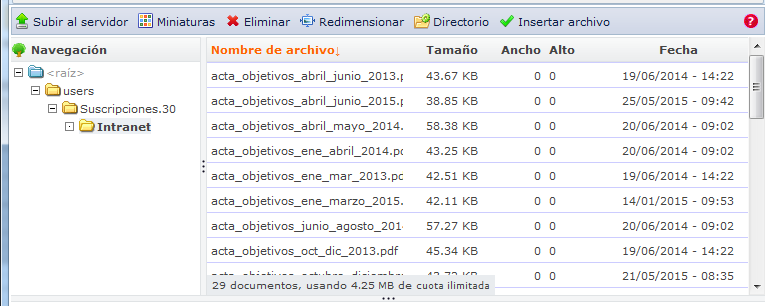 Subir al servidor Miniaturas Eliminar Redimensionar Directorio Insertar archivo
Navegación
<raíz>
users
Suscripciones.30
Intranet
Nombre de archivo↓ Tamaño Ancho Alto Fecha
acta_objetivos_abril_junio_2013.p 43.67 KB 0 0 19/06/2014 - 14:22
acta_objetivos_abril_junio_2015.p 38.85 KB 0 0 25/05/2015 - 09:42
acta_objetivos_abril_mayo_2014. 58.38 KB 0 0 20/06/2014 - 09:02
acta_objetivos_ene_abril_2014.pd 43.25 KB 0 0 20/06/2014 - 09:02
acta_objetivos_ene_mar_2013.pd 42.51 KB 0 0 19/06/2014 - 14:22
acta_objetivos_ene_marzo_2015. 42.11 KB 0 0 14/01/2015 - 09:53
acta_objetivos_junio_agosto_201 57.27 KB 0 0 20/06/2014 - 09:02
acta_objetivos_oct_dic_2013.pdf 45.34 KB 0 0 19/06/2014 - 14:22
0 0 21/05/2015 - 08:35
29 documentos, usando 4.25 MB de cuota ilimitada